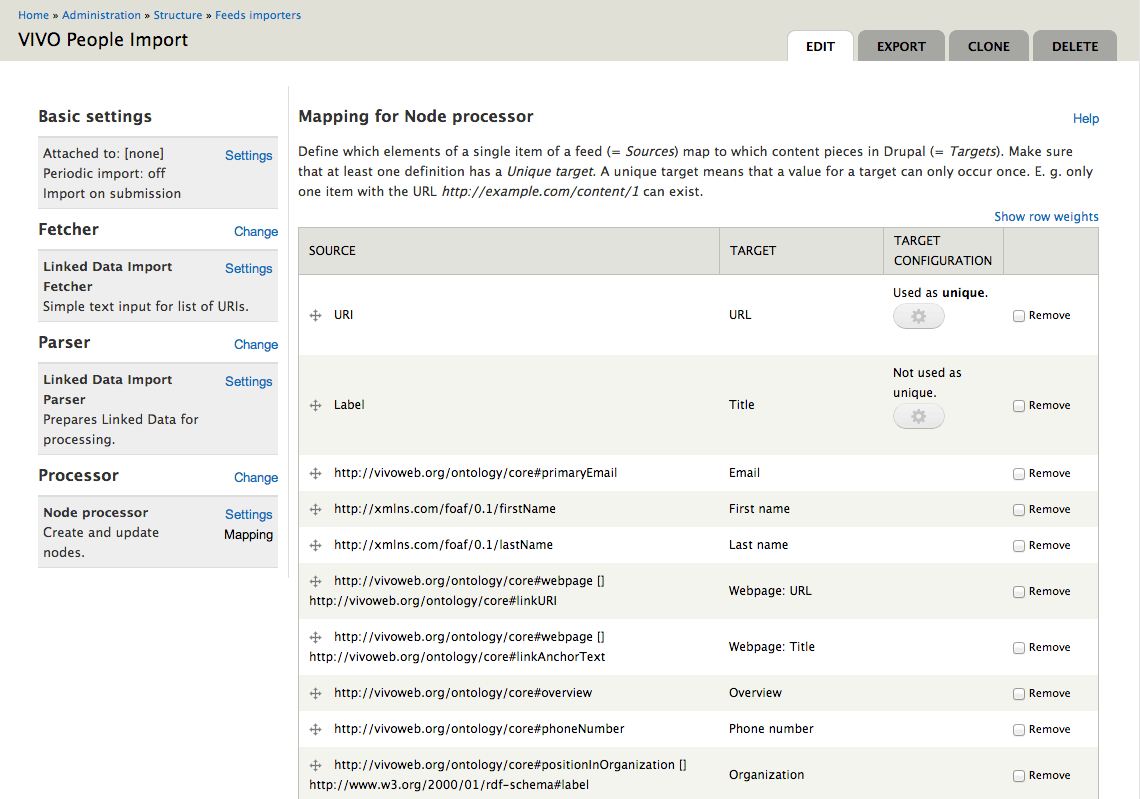 Home » Administration » Structure » Feeds importers
VIVO People Import
EDIT
EXPORT
CLONE
DELETE
Basic settings
Attached to: [none]
Settings
Periodic import: off
Import on submission
Fetcher
Change
Linked Data Import
Settings
Fetcher
Simple text input for list of URIs.
Parser
Change
Linked Data Import
Settings
Parser
Prepares Linked Data for
processing.
Processor
Change
Node processor
Settings
Create and update
Mapping
nodes.
Mapping for Node processor
Help
Define which elements of a single item of a feed (= Sources) map to which content pieces in Drupal (= Targets). Make sure
that at least one definition has a Unique target. A unique target means that a value for a target can only occur once. E. g. only
one item with the URL http://example.com/content/1 can exist.
Show row weights
SOURCE
TARGET
TARGET
CONFIGURATION
URI
URL
Used as unique.
Remove
Label
Title
Not used as
unique.
Remove
http://vivoweb.org/ontology/core#primaryEmail
Email
Remove
http://xmlns.com/foaf/0.1/firstName
First name
Remove
http://xmlns.com/foaf/0.1/lastName
Last name
Remove
http://vivoweb.org/ontology/core#webpage []
http://vivoweb.org/ontology/core#linkURI
Webpage: URL
Remove
http://vivoweb.org/ontology/core#webpage []
http://vivoweb.org/ontology/core#linkAnchorText
Webpage: Title
Remove
http://vivoweb.org/ontology/core#overview
Overview
Remove
http://vivoweb.org/ontology/core#phoneNumber
Phone number
Remove
http://vivoweb.org/ontology/core#positionInOrganization []
http://www.w3.org/2000/01/rdf-schema#label
Organization
Remove